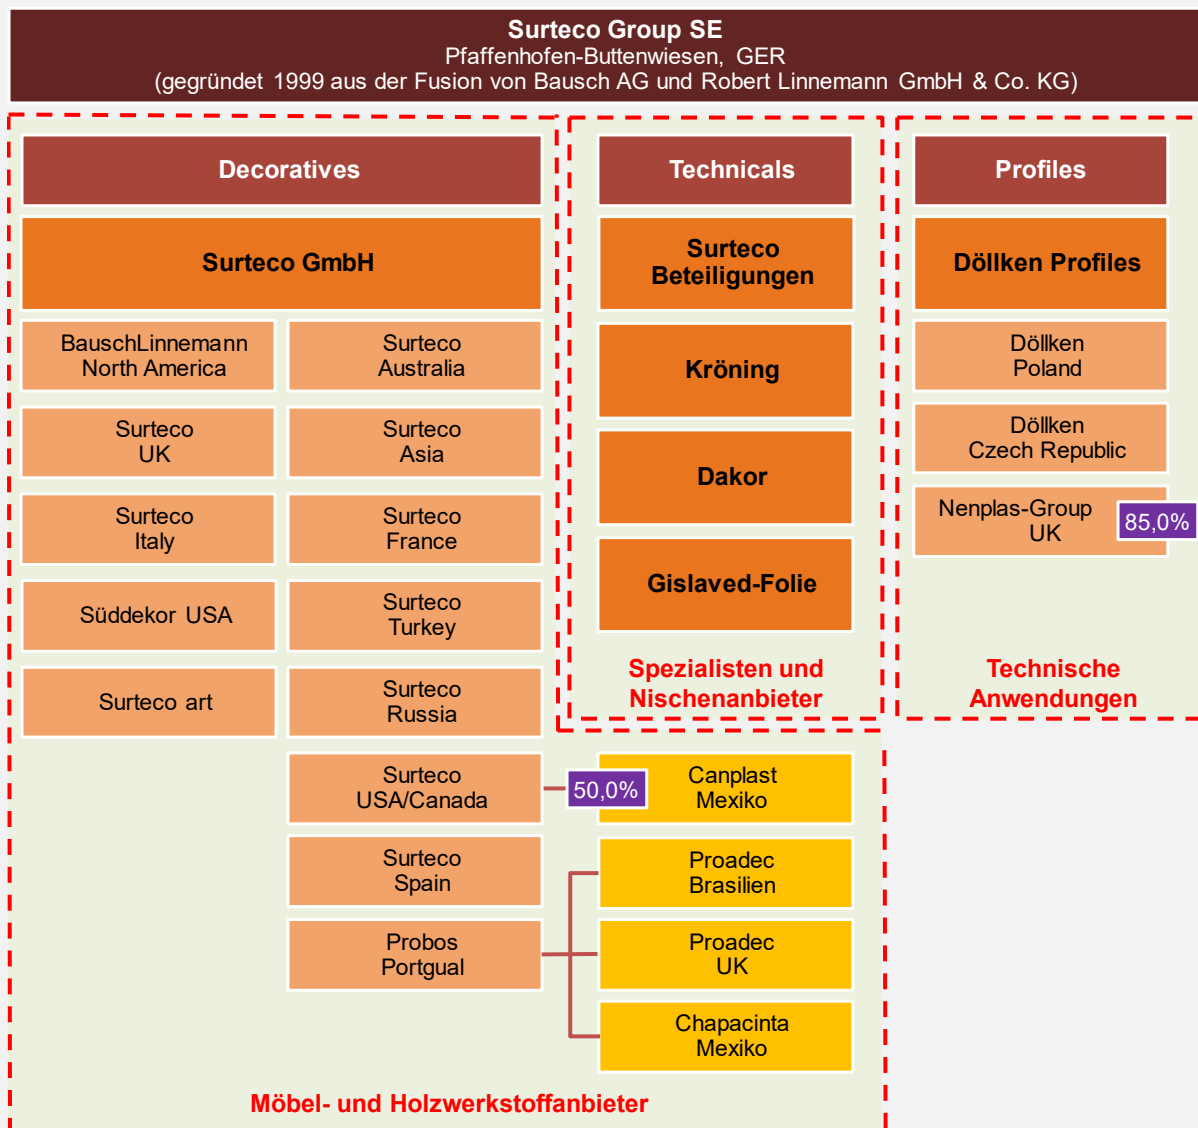 Surteco Group SE
Pfaffenhofen-Buttenwiesen, GER
(gegründet 1999 aus der Fusion von Bausch AG und Robert Linnemann GmbH & Co. KG)
Decoratives
Surteco GmbH
BauschLinnemann
North America
Surteco
Australia
Surteco
UK
Surteco
Asia
Surteco
Italy
Surteco
France
Süddekor USA
Surteco
Turkey
Surteco art
Surteco
Russia
Surteco
USA/Canada
50,0%
Canplast
Mexiko
Surteco
Spain
Proadec
Brasilien
Probos
Portgual
Proadec
UK
Chapacinta
Mexiko
Möbel- und Holzwerkstoffanbieter
Technicals
Surteco
Beteiligungen
Kröning
Dakor
Gislaved-Folie
Spezialisten und
Nischenanbieter
Profiles
Döllken Profiles
Döllken
Poland
Döllken
Czech Republic
Nenplas-Group
UK
85,0%
Technische
Anwendungen